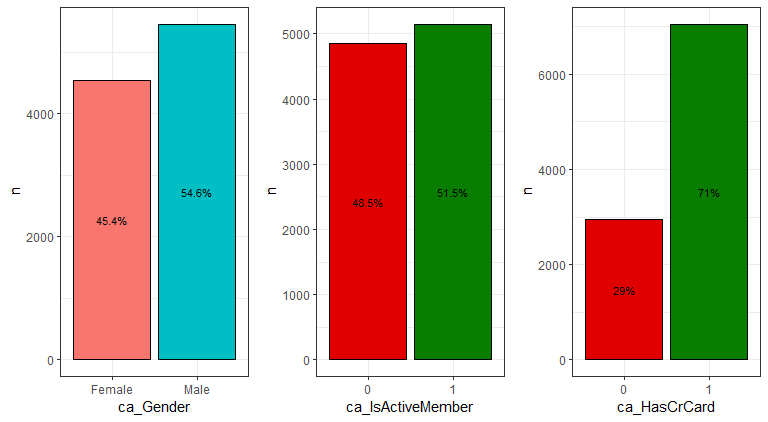 n
4000
2000
0
45.4%
54.6%
Female
Male
ca_Gender
n
5000
4000
3000
2000
1000
0
48.5%
51.5%
0
1
ca_IsActiveMember
n
6000
4000
2000
0
29%
71%
0
1
ca_HasCrCard